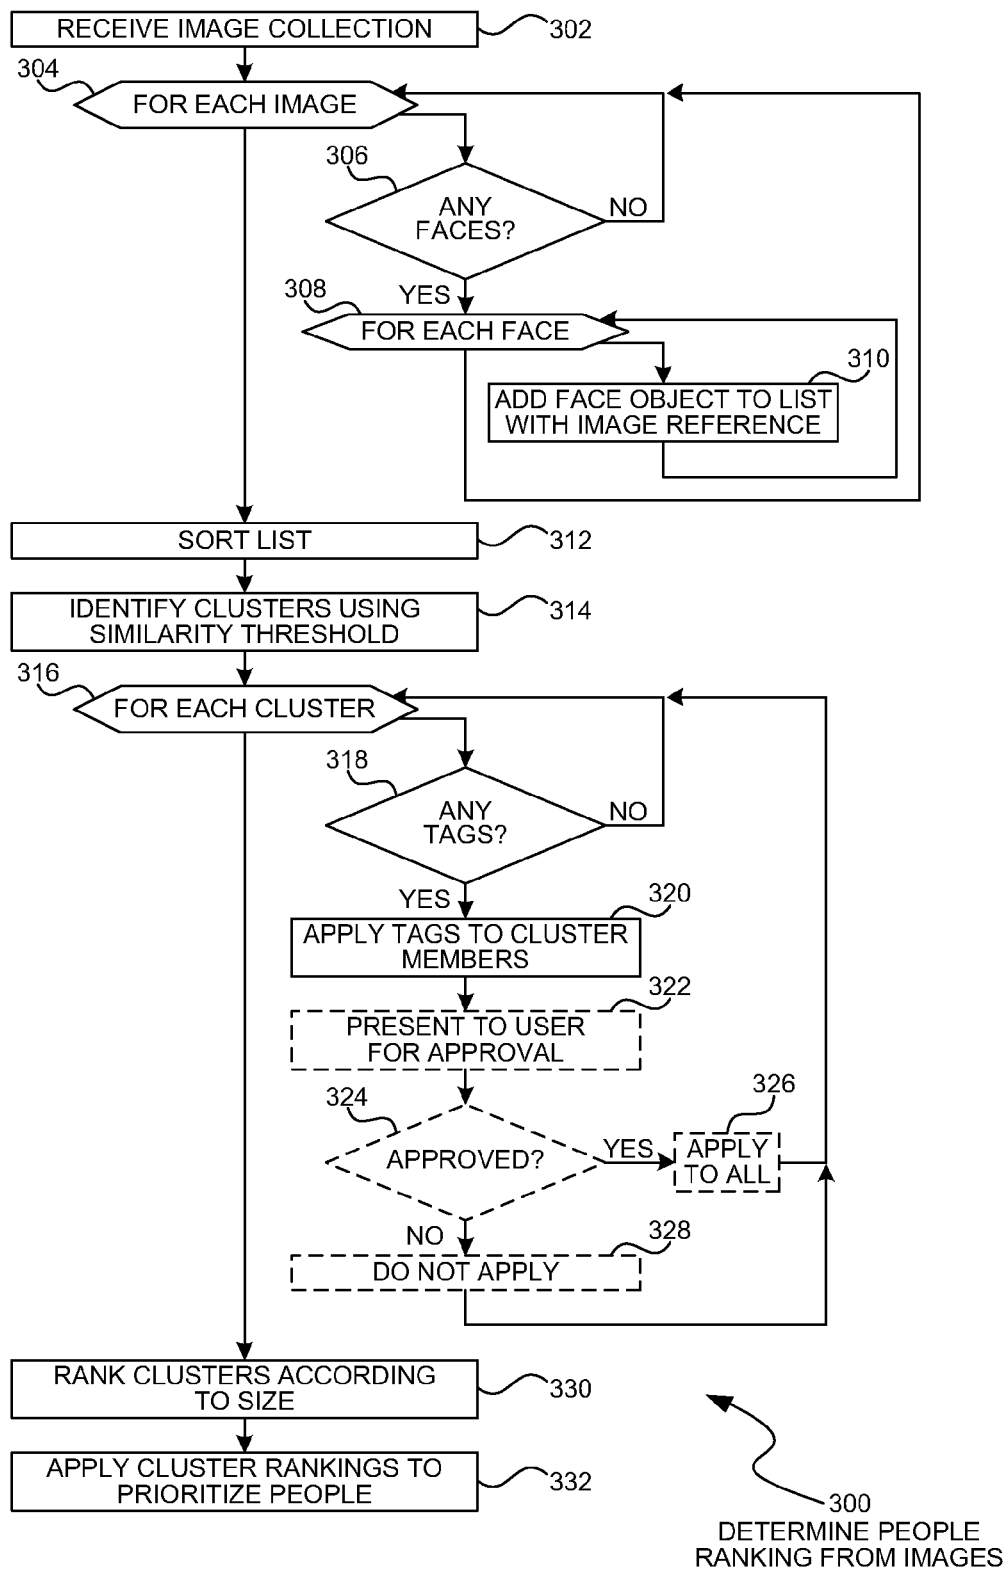 RECEIVE IMAGE COLLECTION
302
304
FOR EACH IMAGE
306
ANY
FACES?
NO
YES
308
FOR EACH FACE
310
ADD FACE OBJECT TO LIST
WITH IMAGE REFERENCE
SORT LIST
312
IDENTIFY CLUSTERS USING
SIMILARITY THRESHOLD
314
316
FOR EACH CLUSTER
318
ANY
TAGS?
NO
YES
320
APPLY TAGS TO CLUSTER
MEMBERS
322
PRESENT TO USER
FOR APPROVAL
324
APPROVED?
YES
326
APPLY
TO ALL
NO
328
DO NOT APPLY
RANK CLUSTERS ACCORDING
TO SIZE
330
APPLY CLUSTER RANKINGS TO
PRIORITIZE PEOPLE
332
300
DETERMINE PEOPLE
RANKING FROM IMAGES